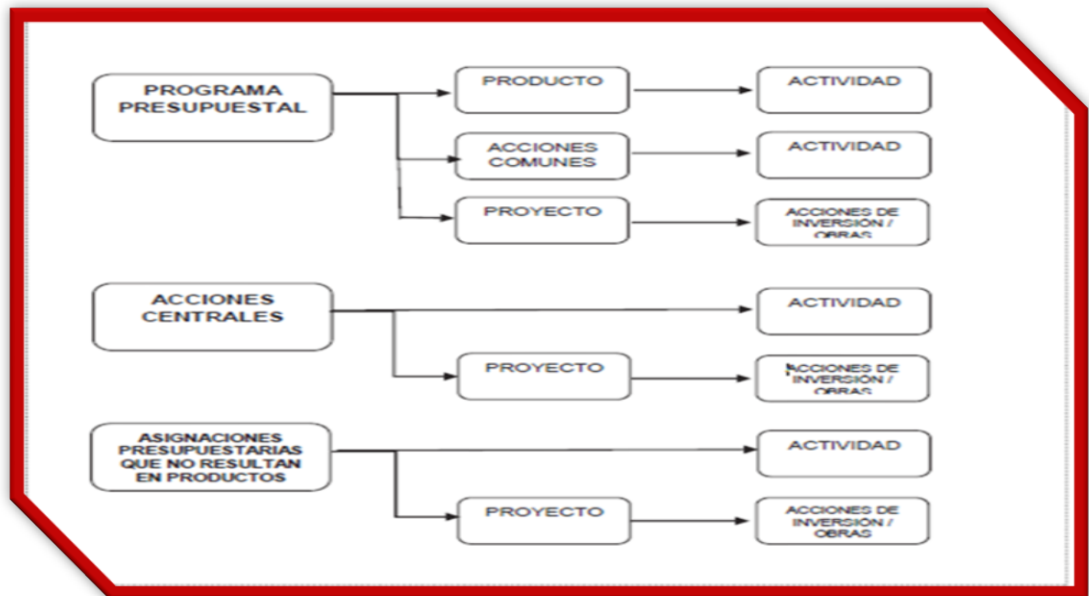 PROGRAMA
PRESUPUESTAL
PRODUCTO
ACTIVIDAD
ACCIONES
COMUNES
ACTIVIDAD
PROYECTO
ACCIONES DE
INVERSIÓN /
OBRAS
ACCIONES
CENTRALES
ACTIVIDAD
PROYECTO
ACCIONES DE
INVERSIÓN /
OBRAS
ASIGNACIONES
PRESUPUESTARIAS
QUE NO RESULTAN
EN PRODUCTOS
ACTIVIDAD
PROYECTO
ACCIONES DE
INVERSIÓN /
OBRAS